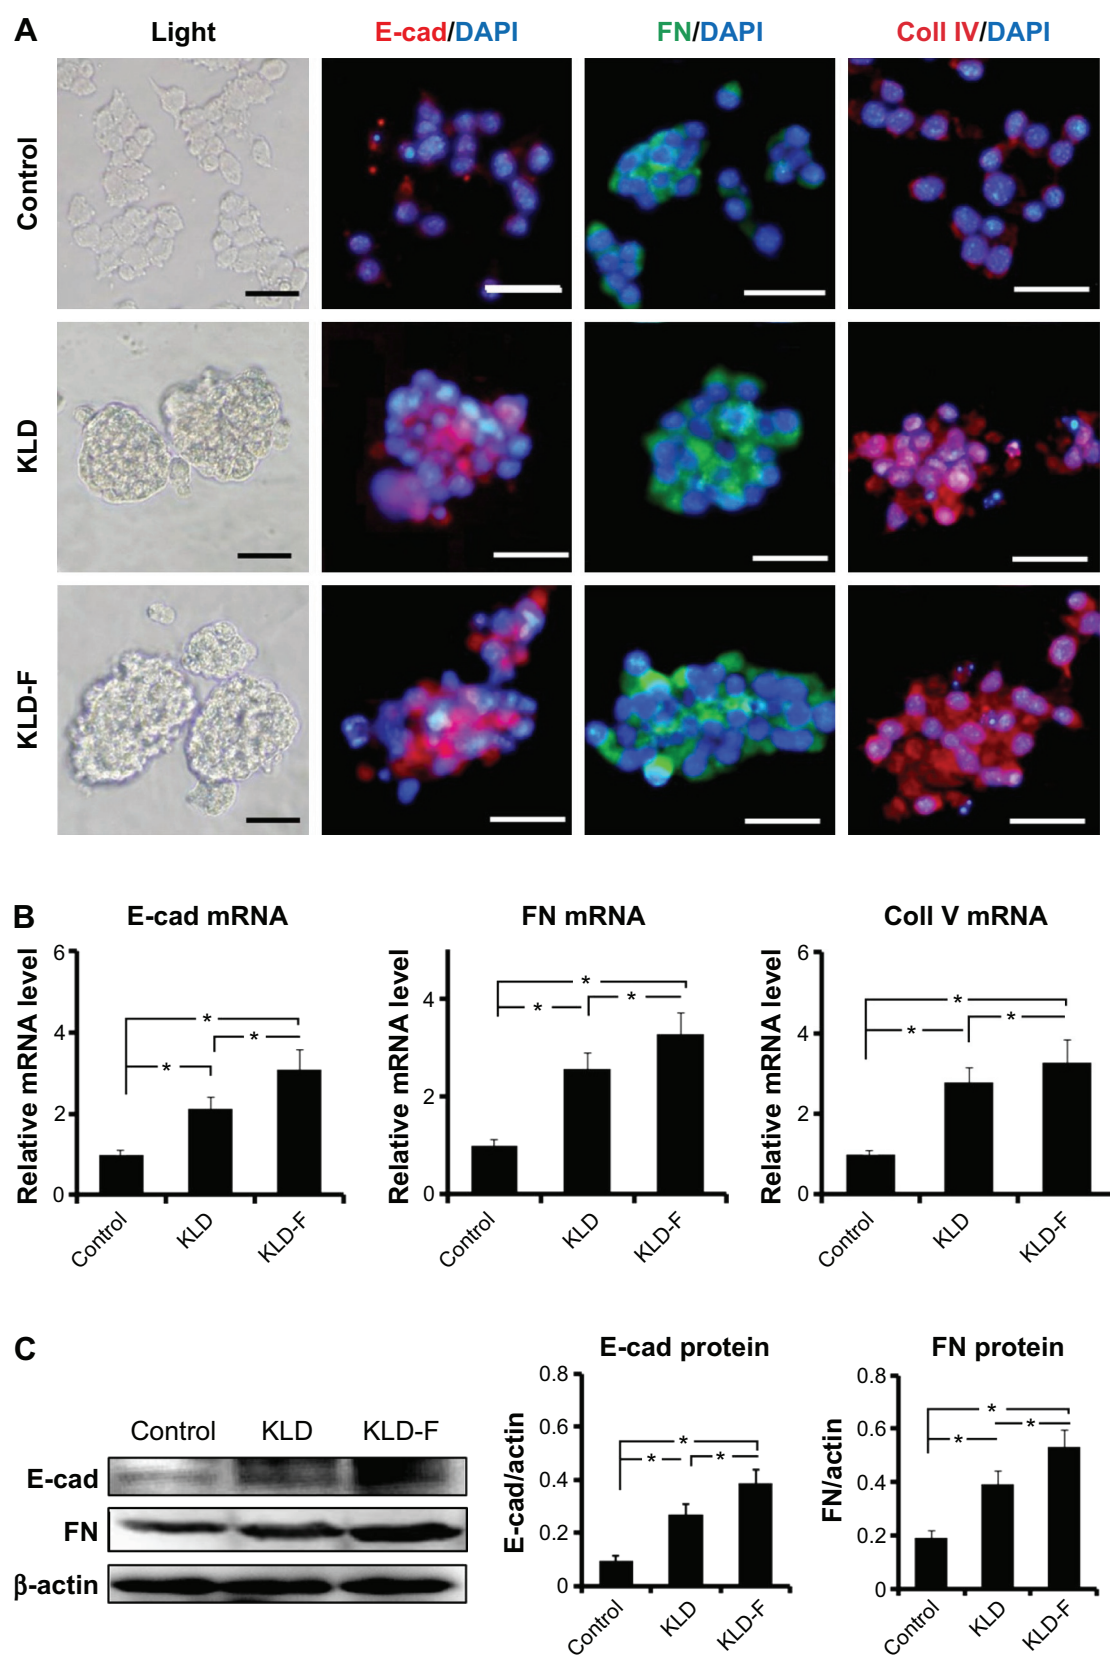 A
Light E-cad/DAPI FN/DAPI Coll IV/DAPI
Control
KLD
KLD-F
B
E-cad mRNA FN mRNA Coll V mRNA
Relative mRNA level
6
4
2
0
* * *
Control KLD KLD-F
Relative mRNA level
4
2
0
* * *
Control KLD KLD-F
Relative mRNA level
6
4
2
0
* * *
Control KLD KLD-F
C
Control KLD KLD-F
E-cad
FN
β-actin
E-cad protein
E-cad/actin
0.8
0.6
0.4
0.2
0
* * *
Control KLD KLD-F
FN protein
FN/actin
0.8
0.6
0.4
0.2
0
* * *
Control KLD KLD-F